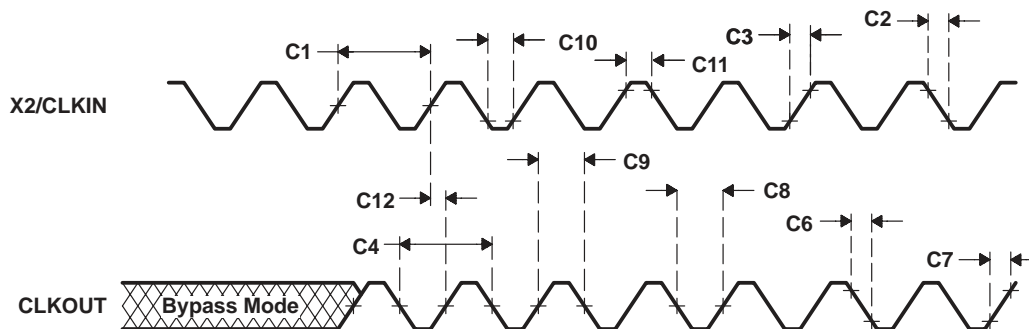 C1
C10
C11
C3
C2
X2/CLKIN
C9
C12
C8
C4
C6
C7
CLKOUT
Bypass Mode